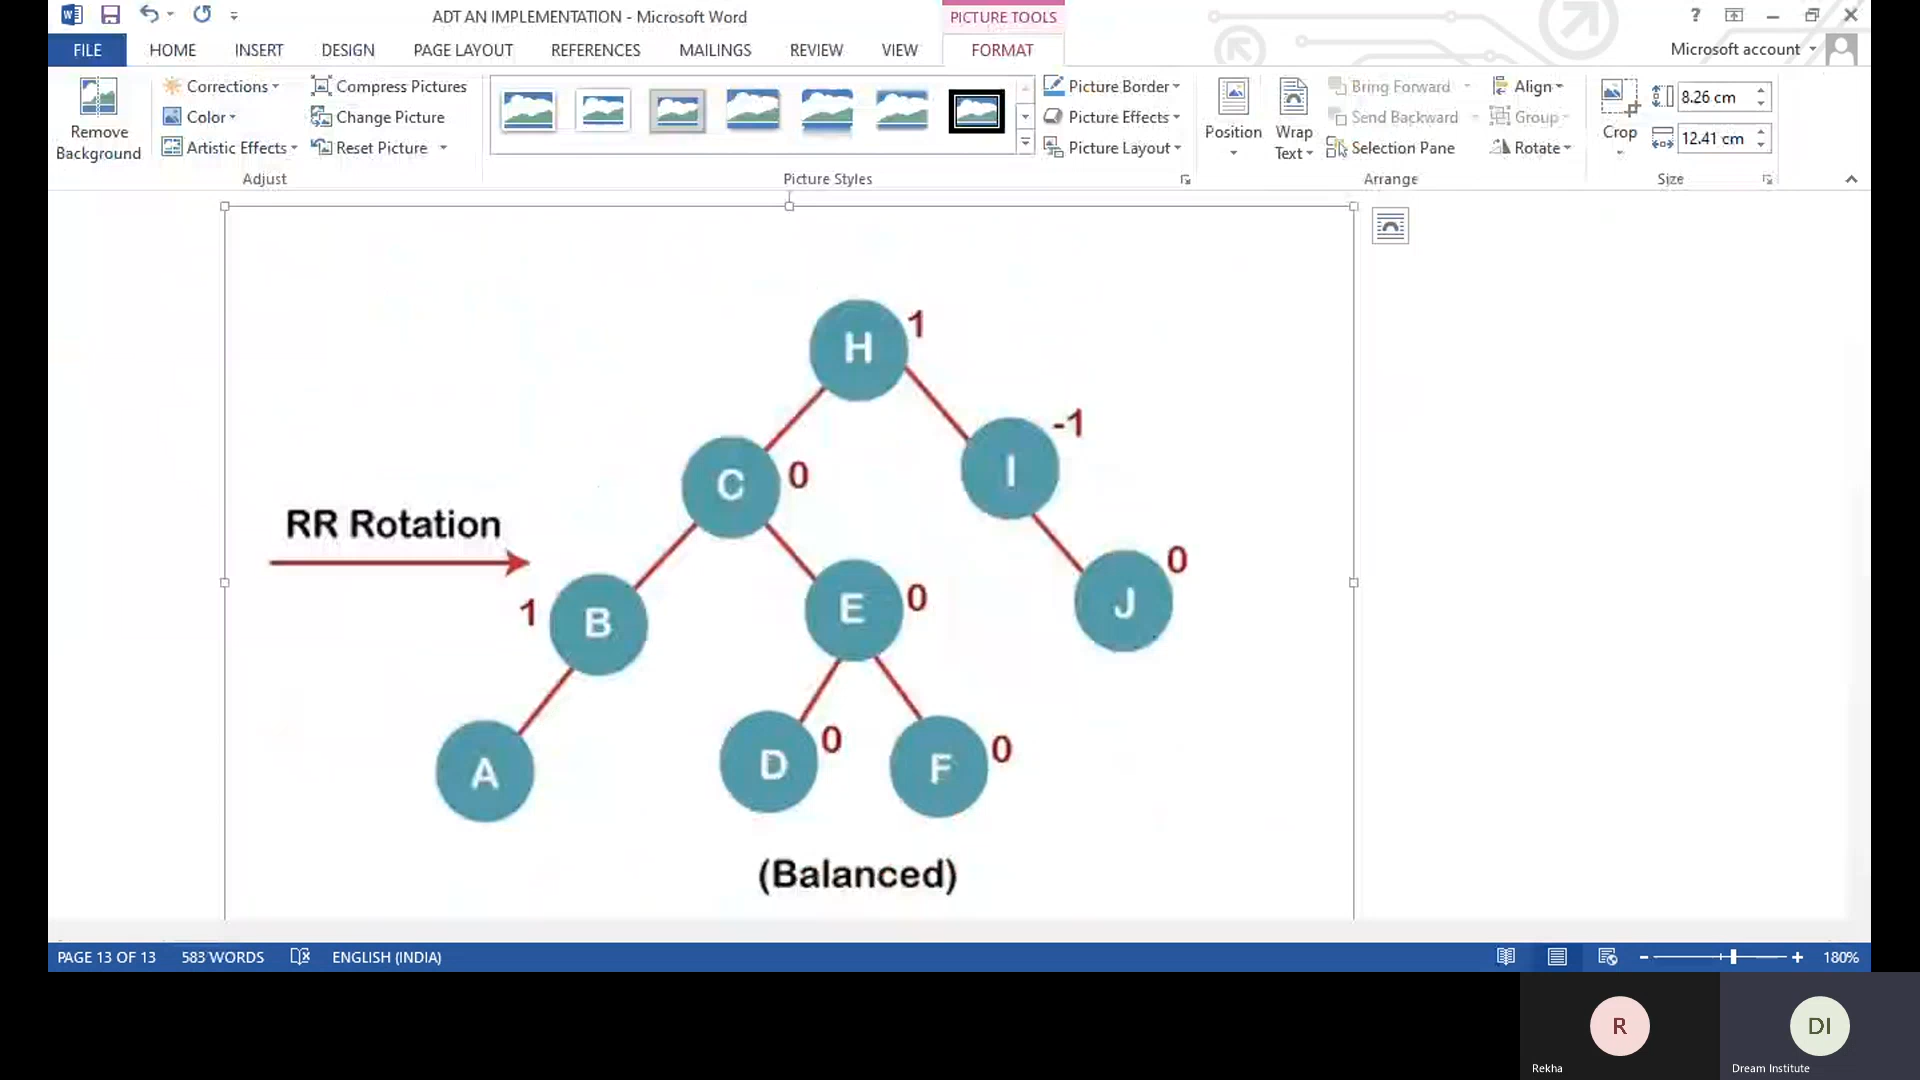 ADT AN IMPLEMENTATION - Microsoft Word
PICTURE TOOLS
?
FILE
HOME
INSERT
DESIGN
PAGE LAYOUT
REFERENCES
MAILINGS
REVIEW
VIEW
FORMAT
Microsoft account
Remove
Background
Corrections
Color
Artistic Effects
Compress Pictures
Change Picture
Reset Picture
Adjust
Picture Styles
Picture Border
Picture Effects
Picture Layout
Position
Wrap
Text
Bring Forward
Send Backward
Selection Pane
Align
Group
Rotate
Arrange
Crop
8.26 cm
12.41 cm
Size
H 1
I -1
C 0
RR Rotation
J 0
1 B
E 0
A
D 0
F 0
(Balanced)
PAGE 13 OF 13
583 WORDS
ENGLISH (INDIA)
180%
R
DI
Rekha
Dream Institute